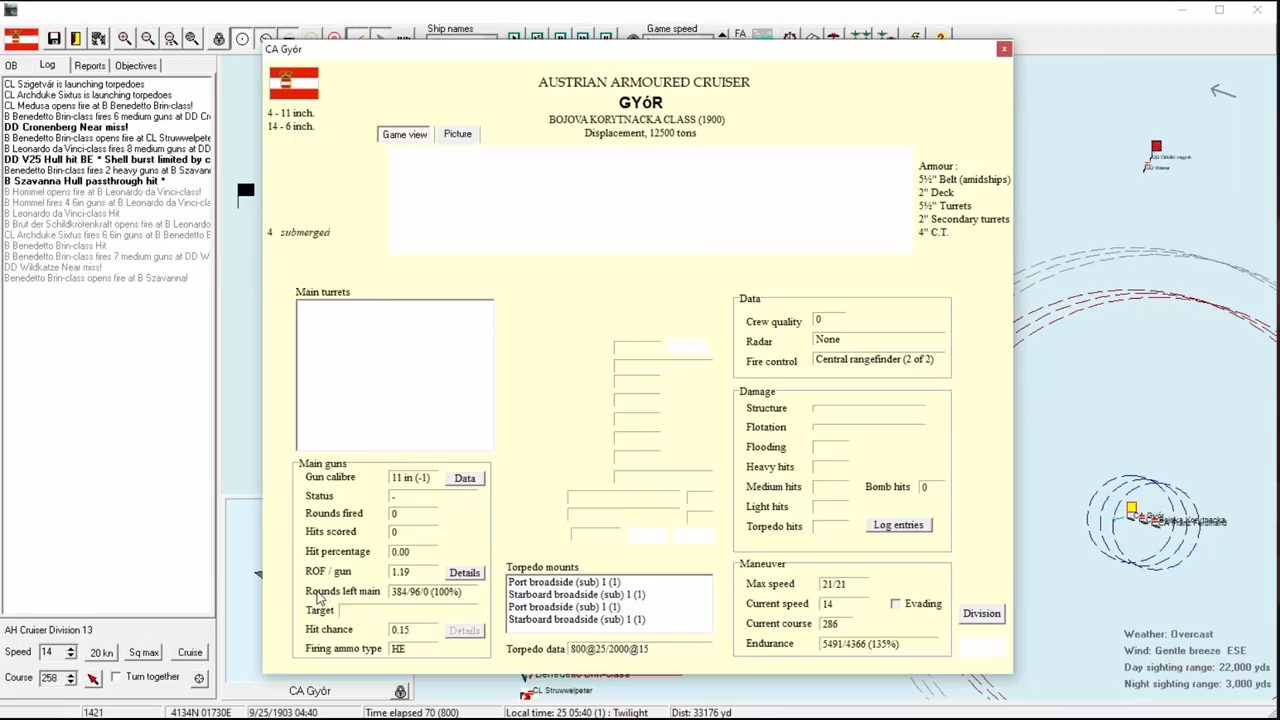 Ship names
Game speed
FA
OB Log Reports Objectives
CL Szigetvár is launching torpedoes
CL Archduke Sixtus is launching torpedoes
CL Medusa opens fire at B Benedetto Brin-class!
B Benedetto Brin-class fires 6 medium guns at DD Cr
DD Cronenberg Near miss!
B Benedetto Brin-class opens fire at CL Struwwelpeter
B Leonardo da Vinci-class fires 8 medium guns at DD
DD V25 Hull hit BE * Shell burst limited by c
Benedetto Brin-class fires 2 heavy guns at B Szavanr
B Szavanna Hull passthrough hit *
B Hommel opens fire at B Leonardo da Vinci-class!
B Hommel fires 4 6in guns at B Leonardo da Vinci-cla
B Leonardo da Vinci-class Hit
B Brut der Schildkrötenkraft opens fire at B Leonardo
CL Archduke Sixtus fires 6 6in guns at B Benedetto E
B Benedetto Brin-class Hit
B Benedetto Brin-class fires 7 medium guns at DD W
DD Wildkatze Near miss!
Benedetto Brin-class opens fire at B Szavanna!
AH Cruiser Division 13
Speed 14 20 kn Sq max Cruise
Course 258 Turn together
CA Gyór
AUSTRIAN ARMOURED CRUISER
GYóR
BOJOVA KORYTNACKA CLASS (1900)
Displacement, 12500 tons
4 - 11 inch.
14 - 6 inch.
Game view Picture
4 submerged
Armour :
5½" Belt (amidships)
2" Deck
5½" Turrets
2" Secondary turrets
4" C.T.
Main turrets
Main guns
Gun calibre 11 in (-1) Data
Status -
Rounds fired 0
Hits scored 0
Hit percentage 0.00
ROF / gun 1.19 Details
Rounds left main 384/96/0 (100%)
Target
Hit chance 0.15 Details
Firing ammo type HE
Torpedo mounts
Port broadside (sub) 1 (1)
Starboard broadside (sub) 1 (1)
Port broadside (sub) 1 (1)
Starboard broadside (sub) 1 (1)
Torpedo data 800@25/2000@15
Data
Crew quality 0
Radar None
Fire control Central rangefinder (2 of 2)
Damage
Structure
Flotation
Flooding
Heavy hits
Medium hits Bomb hits 0
Light hits
Torpedo hits Log entries
Maneuver
Max speed 21/21
Current speed 14 Evading
Current course 286
Endurance 5491/4366 (135%)
Division
CA Gyór
Benedetto Brin-class
CL Struwwelpeter
DD Wiener
CA Gyór
Weather: Overcast
Wind: Gentle breeze ESE
Day sighting range: 22,000 yds
Night sighting range: 3,000 yds
1421 4134N 01730E 9/25/1903 04:40 Time elapsed 70 (800) Local time: 25 05:40 (1) : Twilight Dist: 33176 yd